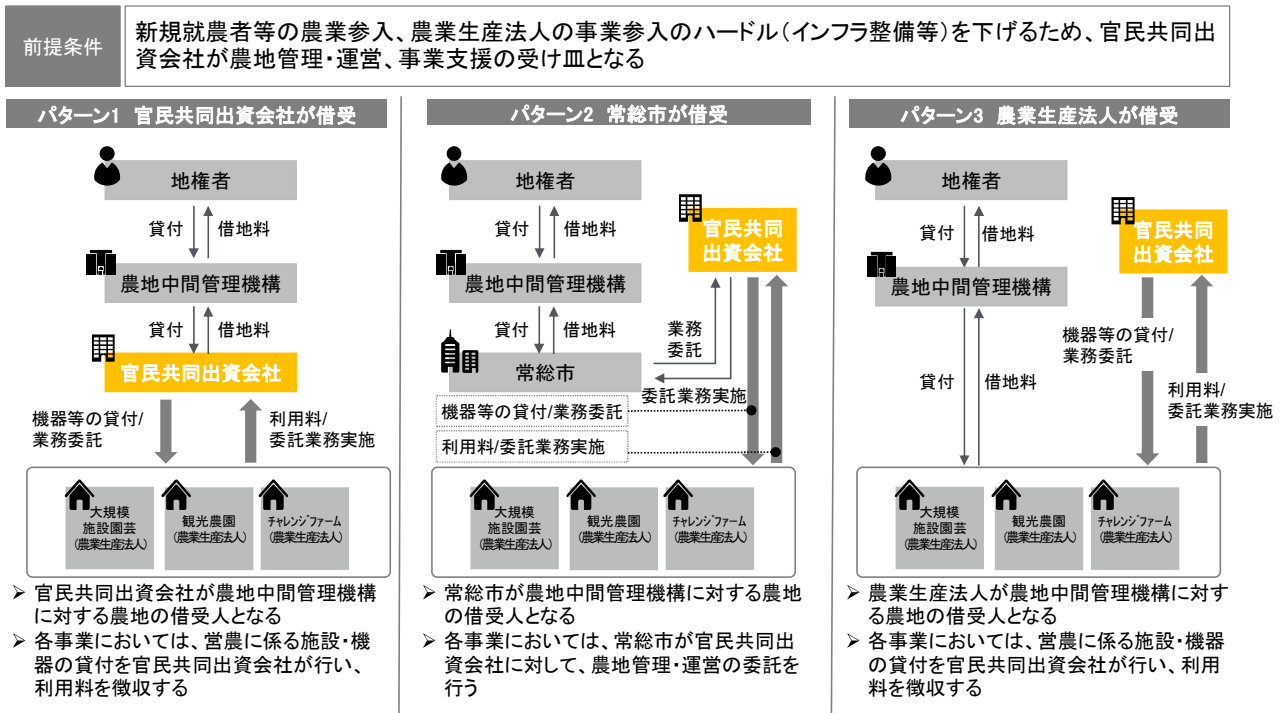 前提条件
新規就農者等の農業参入、農業生産法人の事業参入のハードル（インフラ整備等）を下げるため、官民共同出
資会社が農地管理・運営、事業支援の受け皿となる
パターン1 官民共同出資会社が借受
地権者
貸付
借地料
農地中間管理機構
貸付
借地料
官民共同出資会社
機器等の貸付/
業務委託
利用料/
委託業務実施
大規模
施設園芸
(農業生産法人)
観光農園
(農業生産法人)
ﾁｬﾚﾝｼﾞﾌｧｰﾑ
(農業生産法人)
➢ 官民共同出資会社が農地中間管理機構
に対する農地の借受人となる
➢ 各事業においては、営農に係る施設・機
器の貸付を官民共同出資会社が行い、
利用料を徴収する
パターン2 常総市が借受
地権者
貸付
借地料
農地中間管理機構
貸付
借地料
常総市
官民共同
出資会社
業務
委託
委託業務実施
機器等の貸付/業務委託
利用料/委託業務実施
大規模
施設園芸
(農業生産法人)
観光農園
(農業生産法人)
ﾁｬﾚﾝｼﾞﾌｧｰﾑ
(農業生産法人)
➢ 常総市が農地中間管理機構に対する農地
の借受人となる
➢ 各事業においては、常総市が官民共同出
資会社に対して、農地管理・運営の委託を
行う
パターン3 農業生産法人が借受
地権者
貸付
借地料
農地中間管理機構
貸付
借地料
官民共同
出資会社
機器等の貸付/
業務委託
利用料/
委託業務実施
大規模
施設園芸
(農業生産法人)
観光農園
(農業生産法人)
ﾁｬﾚﾝｼﾞﾌｧｰﾑ
(農業生産法人)
➢ 農業生産法人が農地中間管理機構に対す
る農地の借受人となる
➢ 各事業においては、営農に係る施設・機器
の貸付を官民共同出資会社が行い、利用
料を徴収する